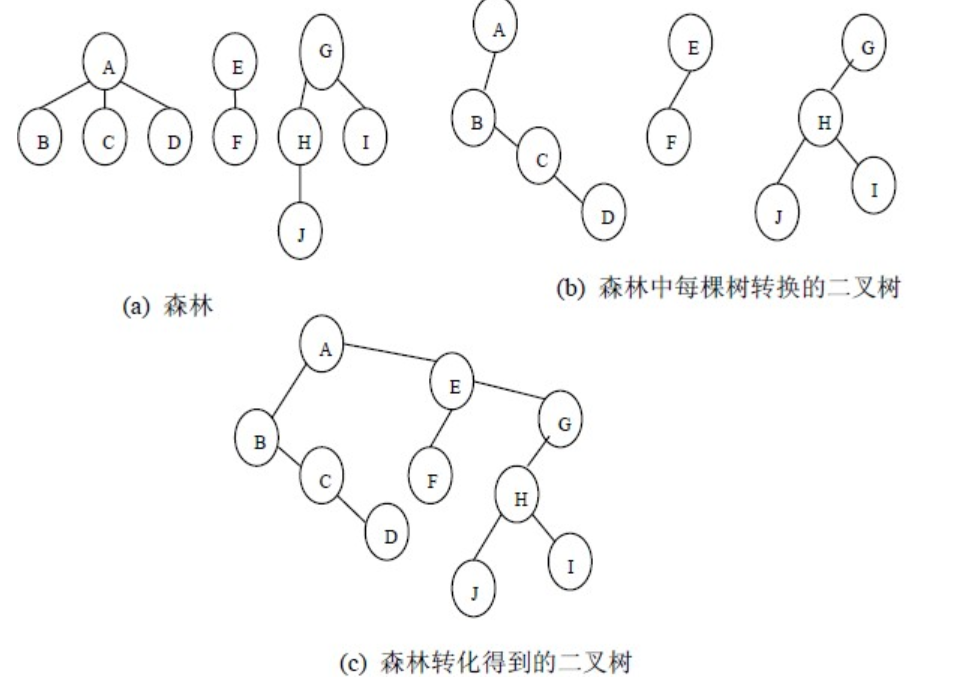 A E G
B C D F H I
J
(a) 森林
A E G
B F H
C
D J I
(b) 森林中每棵树转换的二叉树
A
E
G
B
C F
H
D
I
J
(c) 森林转化得到的二叉树